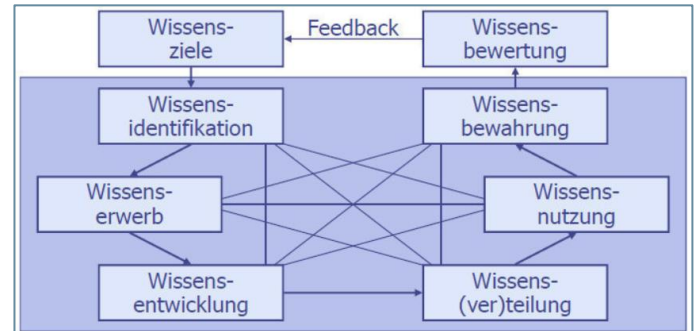 Wissens-
ziele
Feedback
Wissens-
bewertung
Wissens-
identifikation
Wissens-
bewahrung
Wissens-
erwerb
Wissens-
nutzung
Wissens-
entwicklung
Wissens-
(ver)teilung